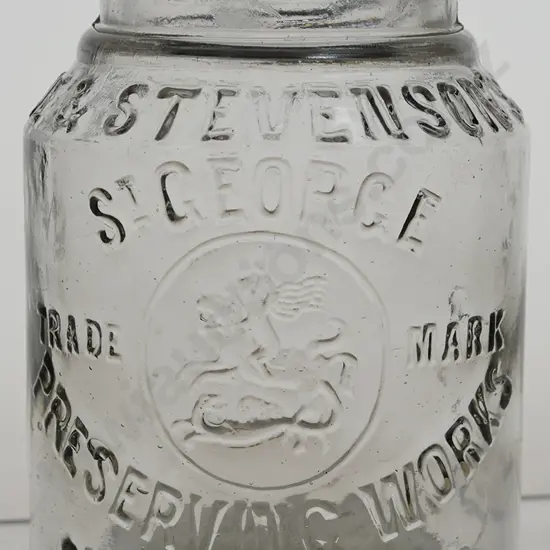 & STEVENSON
ST GEORGE
TRADE MARK
PRESERVING WORKS